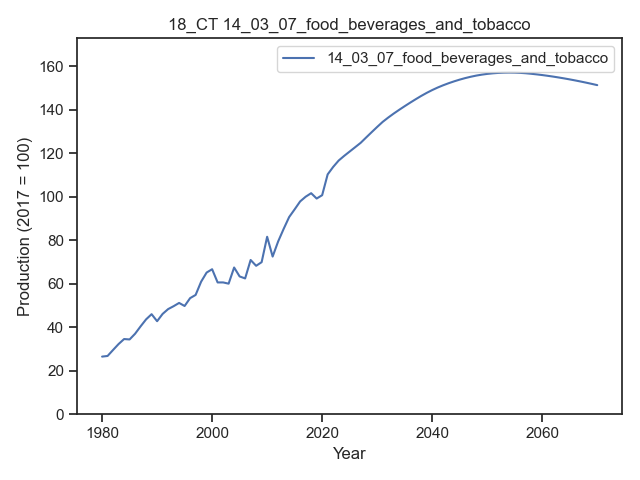 18_CT 14_03_07_food_beverages_and_tobacco
14_03_07_food_beverages_and_tobacco
Production (2017 = 100)
160
140
120
100
80
60
40
20
0
1980 2000 2020 2040 2060
Year